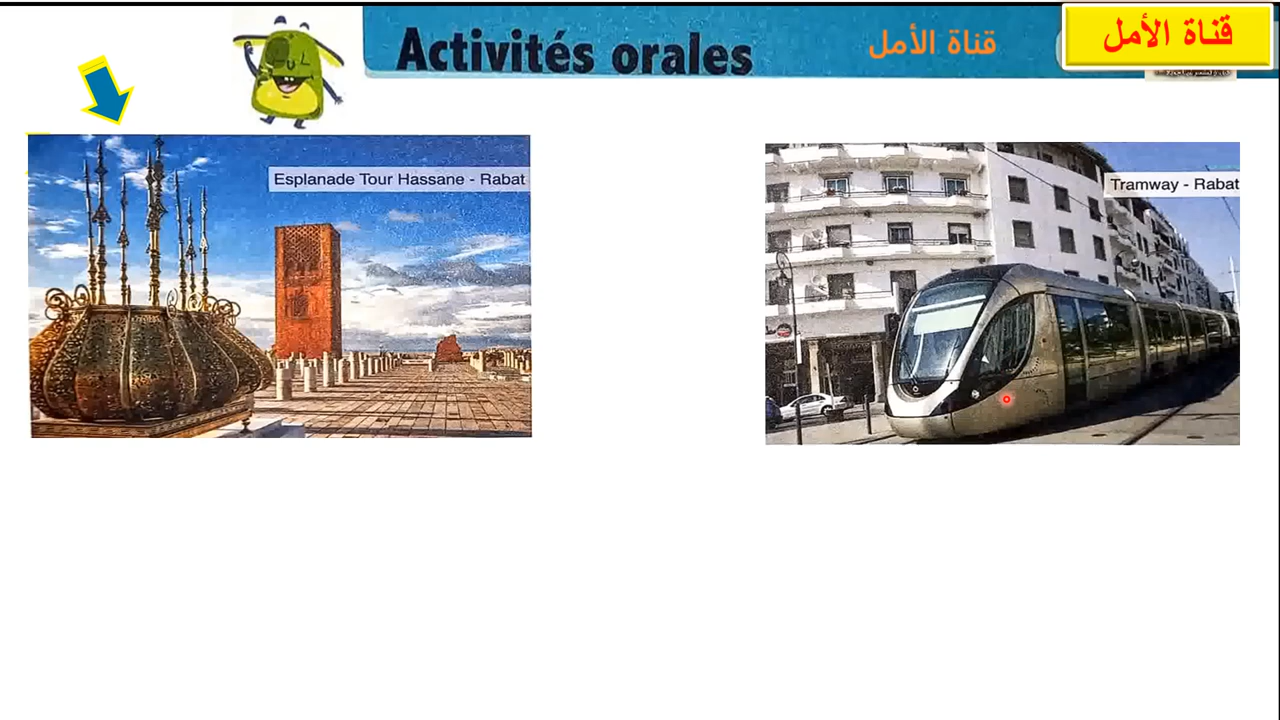 Activités orales
قناة الأمل
قناة الأمل
Esplanade Tour Hassane - Rabat
Tramway - Rabat